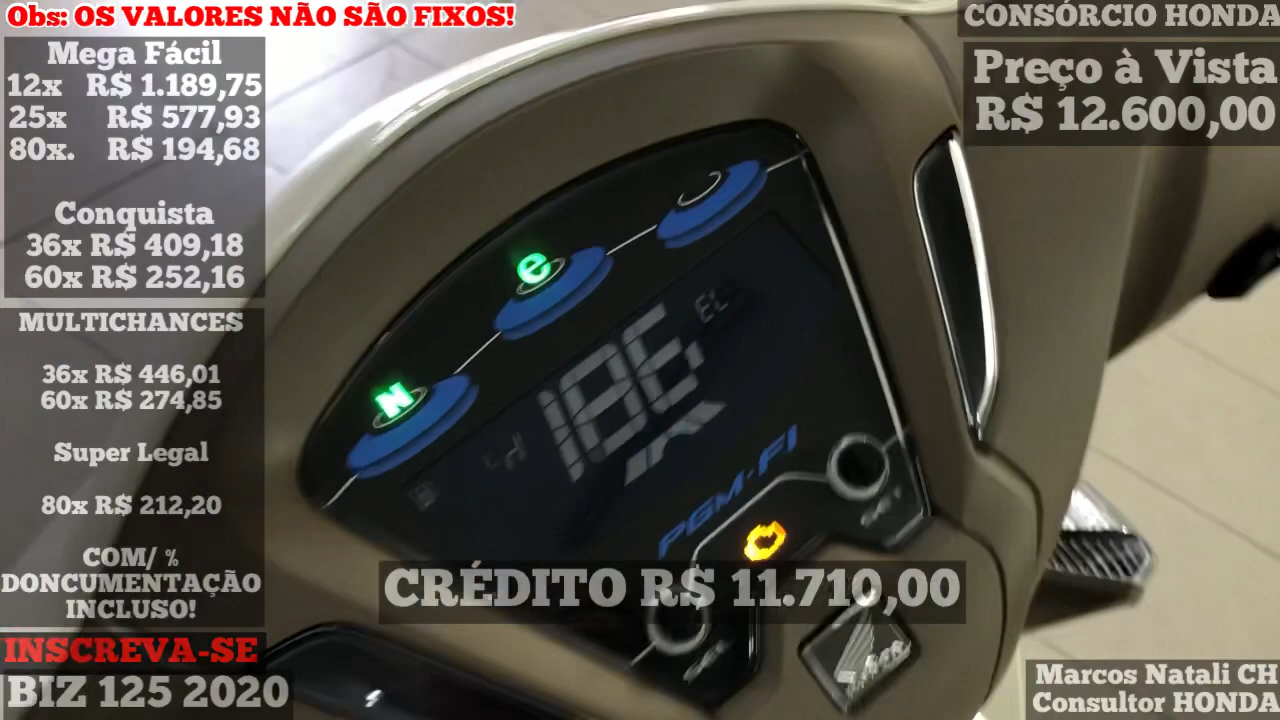 Obs: OS VALORES NÃO SÃO FIXOS!
Mega Fácil
12x R$ 1.189,75
25x R$ 577,93
80x. R$ 194,68
Conquista
36x R$ 409,18
60x R$ 252,16
MULTICHANCES
36x R$ 446,01
60x R$ 274,85
Super Legal
80x R$ 212,20
COM/ %
DONCUMENTAÇÃO
INCLUSO!
INSCREVA-SE
BIZ 125 2020
CONSÓRCIO HONDA
Preço à Vista
R$ 12.600,00
e
N
186
PGM-FI
SET
SEL
CRÉDITO R$ 11.710,00
Marcos Natali CH
Consultor HONDA